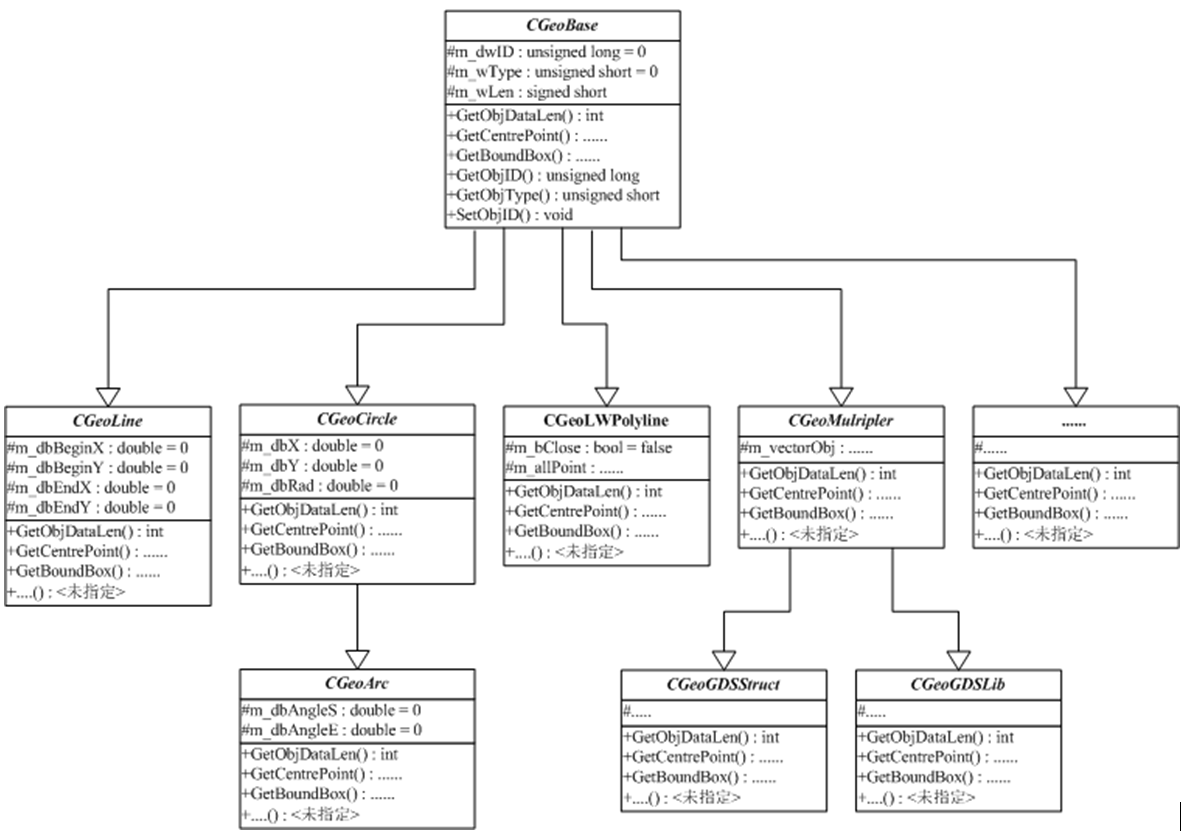 CGeoBase
#m_dwID : unsigned long = 0
#m_wType : unsigned short = 0
#m_wLen : signed short
+GetObjDataLen() : int
+GetCentrePoint() : ......
+GetBoundBox() : ......
+GetObjID() : unsigned long
+GetObjType() : unsigned short
+SetObjID() : void
CGeoLine
#m_dbBeginX : double = 0
#m_dbBeginY : double = 0
#m_dbEndX : double = 0
#m_dbEndY : double = 0
+GetObjDataLen() : int
+GetCentrePoint() : ......
+GetBoundBox() : ......
+....() : <未指定>
CGeoCircle
#m_dbX : double = 0
#m_dbY : double = 0
#m_dbRad : double = 0
+GetObjDataLen() : int
+GetCentrePoint() : ......
+GetBoundBox() : ......
+....() : <未指定>
CGeoLWPolyline
#m_bClose : bool = false
#m_allPoint : ......
+GetObjDataLen() : int
+GetCentrePoint() : ......
+GetBoundBox() : ......
+....() : <未指定>
CGeoMulripler
#m_vectorObj : ......
+GetObjDataLen() : int
+GetCentrePoint() : ......
+GetBoundBox() : ......
+....() : <未指定>
......
#......
+GetObjDataLen() : int
+GetCentrePoint() : ......
+GetBoundBox() : ......
+....() : <未指定>
CGeoArc
#m_dbAngleS : double = 0
#m_dbAngleE : double = 0
+GetObjDataLen() : int
+GetCentrePoint() : ......
+GetBoundBox() : ......
+....() : <未指定>
CGeoGDSStruct
#.....
+GetObjDataLen() : int
+GetCentrePoint() : ......
+GetBoundBox() : ......
+....() : <未指定>
CGeoGDSLib
#.....
+GetObjDataLen() : int
+GetCentrePoint() : ......
+GetBoundBox() : ......
+....() : <未指定>